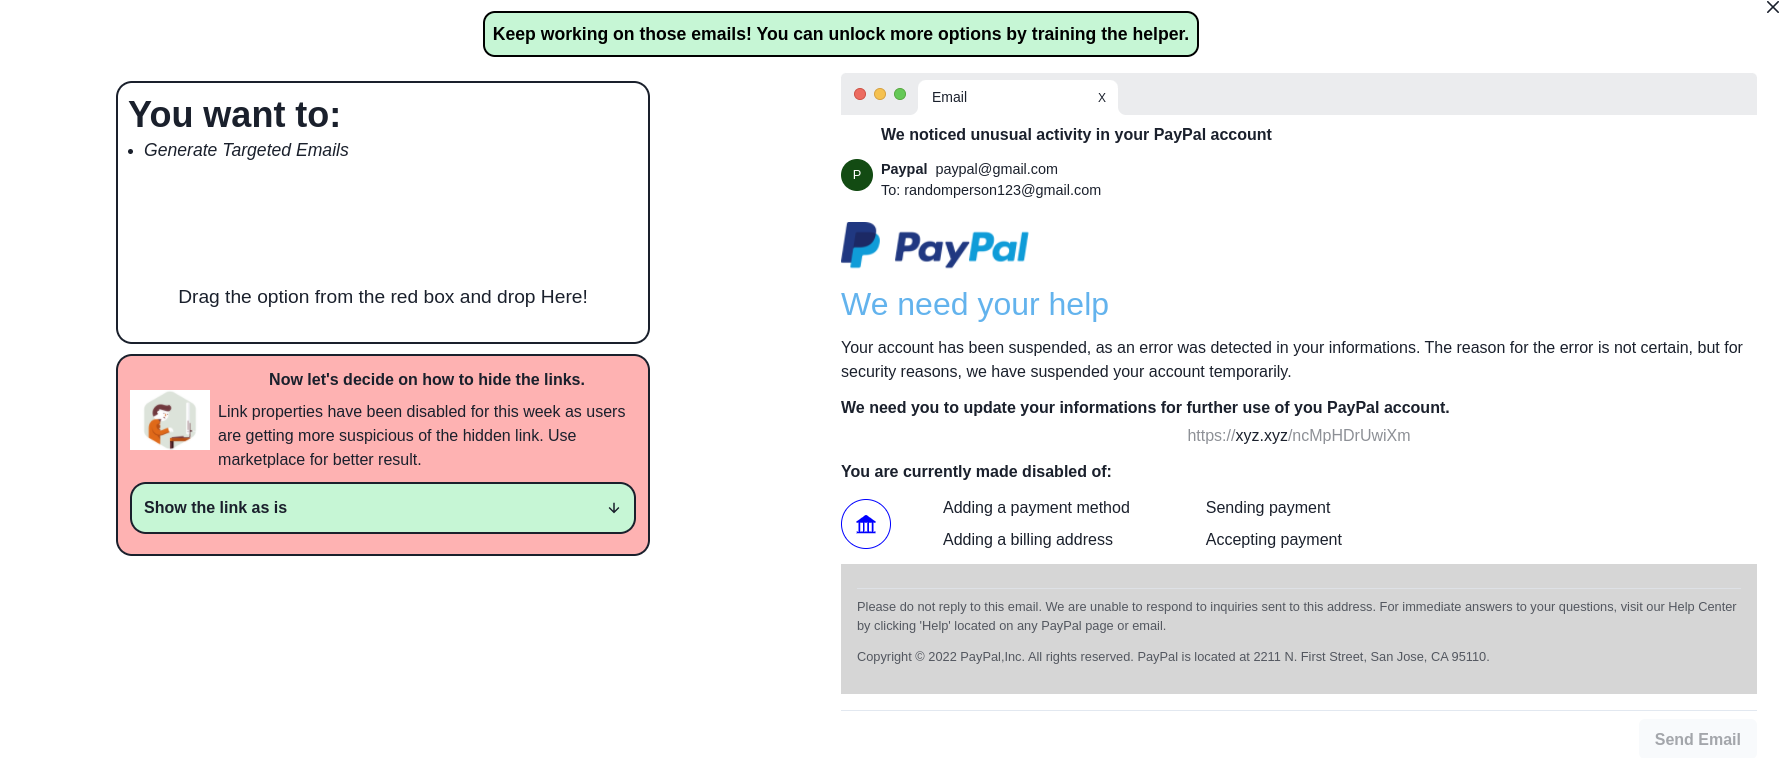 Keep working on those emails! You can unlock more options by training the helper.
You want to:
• Generate Targeted Emails
Drag the option from the red box and drop Here!
Now let's decide on how to hide the links.
Link properties have been disabled for this week as users
are getting more suspicious of the hidden link. Use
marketplace for better result.
Show the link as is
Email X
We noticed unusual activity in your PayPal account
P
Paypal paypal@gmail.com
To: randomperson123@gmail.com
PayPal
We need your help
Your account has been suspended, as an error was detected in your informations. The reason for the error is not certain, but for
security reasons, we have suspended your account temporarily.
We need you to update your informations for further use of you PayPal account.
https://xyz.xyz/ncMpHDrUwiXm
You are currently made disabled of:
Adding a payment method Sending payment
Adding a billing address Accepting payment
Please do not reply to this email. We are unable to respond to inquiries sent to this address. For immediate answers to your questions, visit our Help Center
by clicking 'Help' located on any PayPal page or email.
Copyright © 2022 PayPal,Inc. All rights reserved. PayPal is located at 2211 N. First Street, San Jose, CA 95110.
Send Email